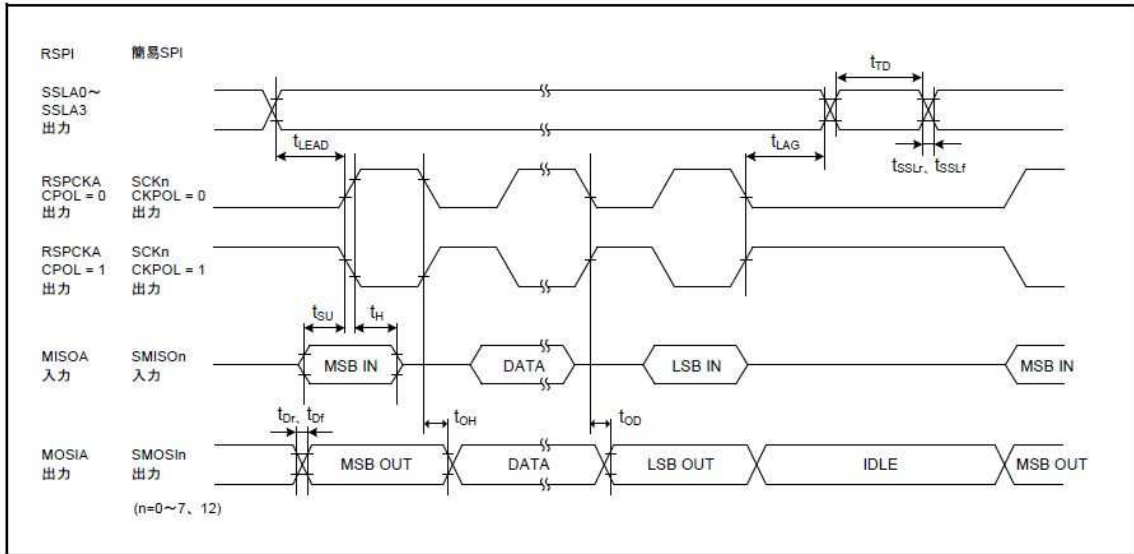 RSPI 簡易SPI
SSLA0～
SSLA3
出力
tTD
tLEAD
tLAG
tSSLr、tSSLf
RSPCKA SCKn
CPOL = 0 CKPOL = 0
出力 出力
RSPCKA SCKn
CPOL = 1 CKPOL = 1
出力 出力
tSU tH
MISOA SMISOn
入力 入力
MSB IN DATA LSB IN MSB IN
tDr、tDf tOH tOD
MOSIA SMOSIn
出力 出力
MSB OUT DATA LSB OUT IDLE MSB OUT
(n=0～7、12)